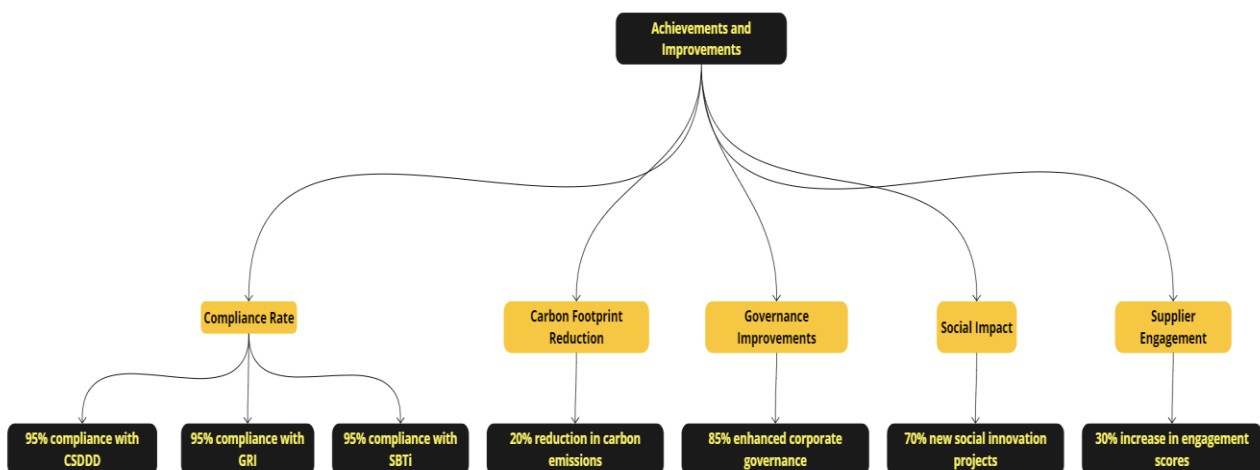 Achievements and
Improvements
Compliance Rate
Carbon Footprint
Reduction
Governance
Improvements
Social Impact
Supplier
Engagement
95% compliance with
CSDDD
95% compliance with
GRI
95% compliance with
SBTi
20% reduction in carbon
emissions
85% enhanced corporate
governance
70% new social innovation
projects
30% increase in engagement
scores